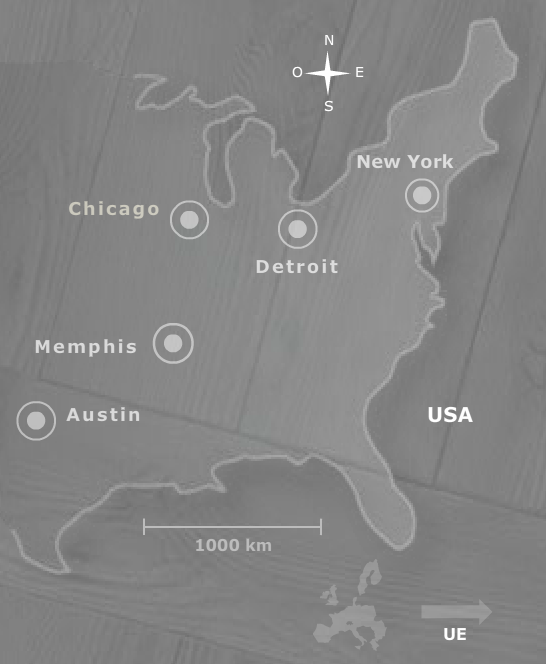 N
O E
S
New York
Chicago
Detroit
Memphis
Austin
USA
1000 km
UE